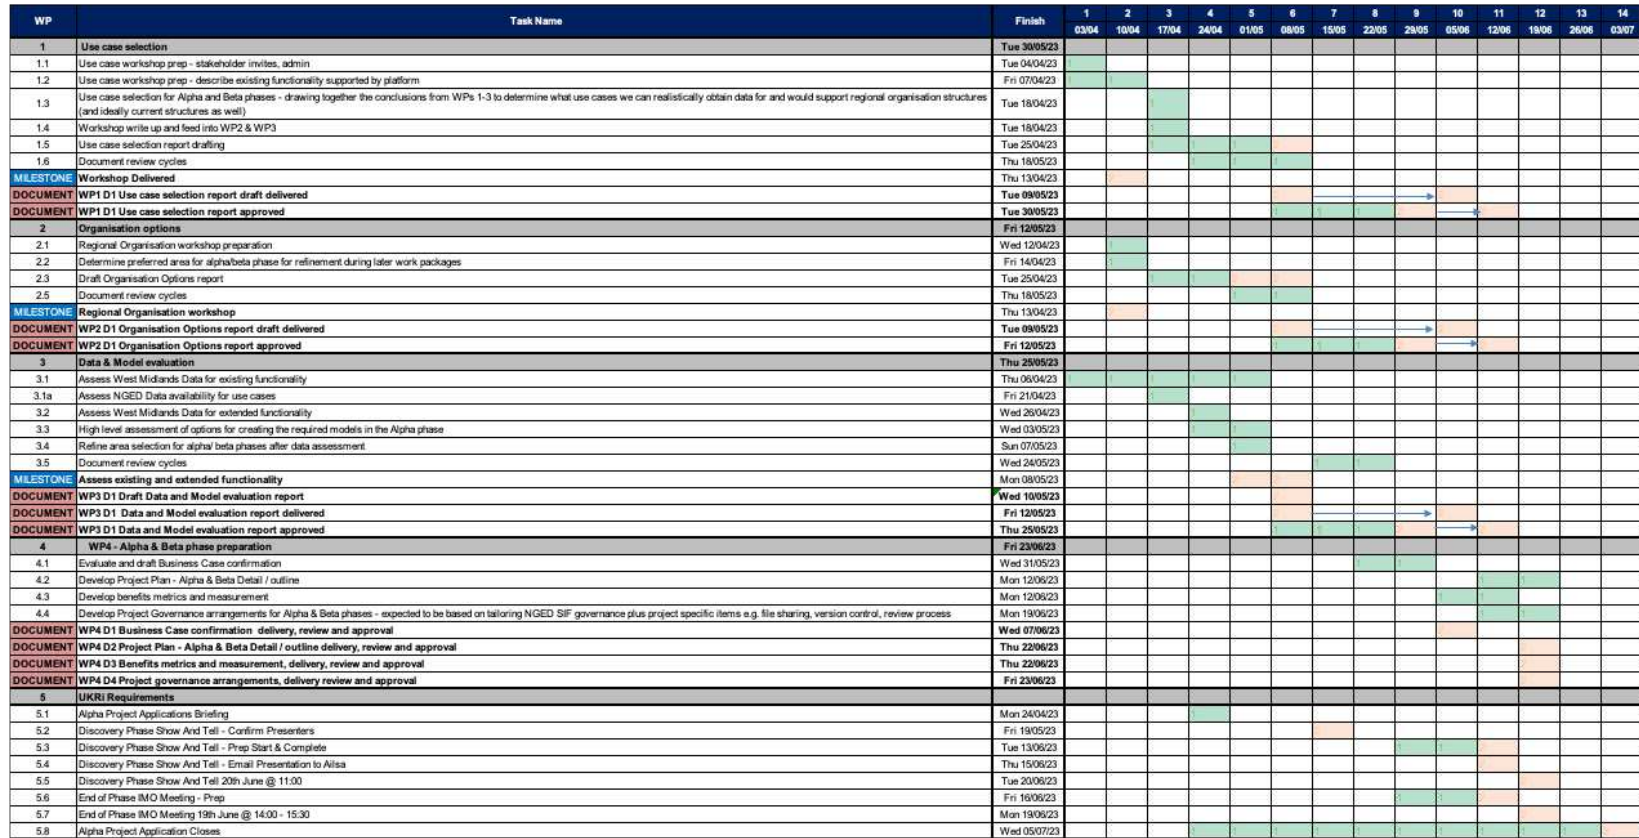 WP Task Name Finish 1 2 3 4 5 6 7 8 9 10 11 12 13 14
03/04 10/04 17/04 24/04 01/05 08/05 15/05 22/05 29/05 05/06 12/06 19/06 26/06 03/07
1 Use case selection Tue 30/05/23
1.1 Use case workshop prep - stakeholder invites, admin Tue 04/04/23
1.2 Use case workshop prep - describe existing functionality supported by platform Fri 07/04/23
1.3 Use case selection for Alpha and Beta phases - drawing together the conclusions from WPs 1-3 to determine what use cases we can realistically obtain data for and would support regional organisation structures Tue 18/04/23
(and ideally current structures as well)
1.4 Workshop write up and feed into WP2 & WP3 Tue 18/04/23
1.5 Use case selection report drafting Tue 25/04/23
1.6 Document review cycles Thu 18/05/23
MILESTONE Workshop Delivered Thu 13/04/23
DOCUMENT WP1 D1 Use case selection report draft delivered Tue 09/05/23
DOCUMENT WP1 D1 Use case selection report approved Tue 30/05/23
2 Organisation options Fri 12/05/23
2.1 Regional Organisation workshop preparation Wed 12/04/23
2.2 Determine preferred area for alpha/beta phase for refinement during later work packages Fri 14/04/23
2.3 Draft Organisation Options report Tue 25/04/23
2.5 Document review cycles Thu 18/05/23
MILESTONE Regional Organisation workshop Thu 13/04/23
DOCUMENT WP2 D1 Organisation Options report draft delivered Tue 09/05/23
DOCUMENT WP2 D1 Organisation Options report approved Fri 12/05/23
3 Data & Model evaluation Thu 25/05/23
3.1 Assess West Midlands Data for existing functionality Thu 06/04/23
3.1a Assess NGED Data availability for use cases Fri 21/04/23
3.2 Assess West Midlands Data for extended functionality Wed 26/04/23
3.3 High level assessment of options for creating the required models in the Alpha phase Wed 03/05/23
3.4 Refine area selection for alpha/ beta phases after data assessment Sun 07/05/23
3.5 Document review cycles Wed 24/05/23
MILESTONE Assess existing and extended functionality Mon 08/05/23
DOCUMENT WP3 D1 Draft Data and Model evaluation report Wed 10/05/23
DOCUMENT WP3 D1 Data and Model evaluation report delivered Fri 12/05/23
DOCUMENT WP3 D1 Data and Model evaluation report approved Thu 25/05/23
4 WP4 - Alpha & Beta phase preparation Fri 23/06/23
4.1 Evaluate and draft Business Case confirmation Wed 31/05/23
4.2 Develop Project Plan - Alpha & Beta Detail / outline Mon 12/06/23
4.3 Develop benefits metrics and measurement Mon 12/06/23
4.4 Develop Project Governance arrangements for Alpha & Beta phases - expected to be based on tailoring NGED SIF governance plus project specific items e.g. file sharing, version control, review process Mon 19/06/23
DOCUMENT WP4 D1 Business Case confirmation delivery, review and approval Wed 07/06/23
DOCUMENT WP4 D2 Project Plan - Alpha & Beta Detail / outline delivery, review and approval Thu 22/06/23
DOCUMENT WP4 D3 Benefits metrics and measurement, delivery, review and approval Thu 22/06/23
DOCUMENT WP4 D4 Project governance arrangements, delivery review and approval Fri 23/06/23
5 UKRi Requirements
5.1 Alpha Project Applications Briefing Mon 24/04/23
5.2 Discovery Phase Show And Tell - Confirm Presenters Fri 19/05/23
5.3 Discovery Phase Show And Tell - Prep Start & Complete Tue 13/06/23
5.4 Discovery Phase Show And Tell - Email Presentation to Ailsa Thu 15/06/23
5.5 Discovery Phase Show And Tell 20th June @ 11:00 Tue 20/06/23
5.6 End of Phase IMO Meeting - Prep Fri 16/06/23
5.7 End of Phase IMO Meeting 19th June @ 14:00 - 15:30 Mon 19/06/23
5.8 Alpha Project Application Closes Wed 05/07/23